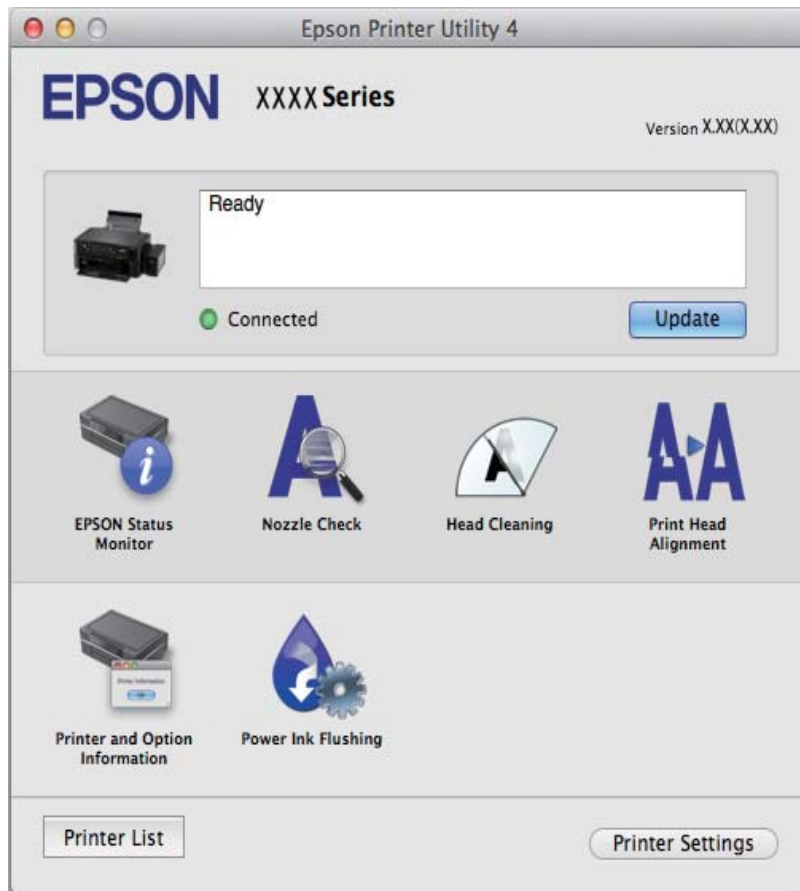 Epson Printer Utility 4
EPSON XXXX Series
Version X.XX(X.XX)
Ready
Connected
Update
EPSON Status
Monitor
Nozzle Check
Head Cleaning
Print Head
Alignment
Printer and Option
Information
Power Ink Flushing
Printer List
Printer Settings